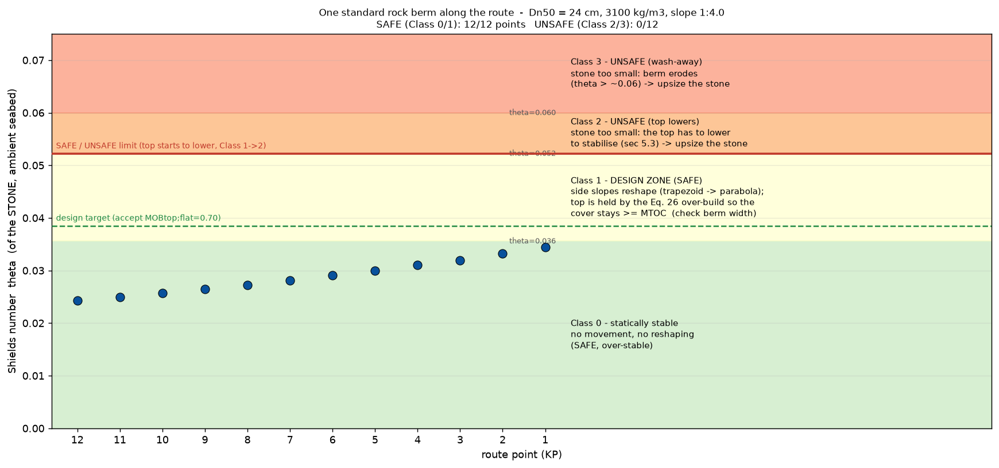 One standard rock berm along the route  -  Dn50 = 24 cm, 3100 kg/m3, slope 1:4.0
SAFE (Class 0/1): 12/12 points   UNSAFE (Class 2/3): 0/12
Shields number  theta  (of the STONE, ambient seabed)
0.07
0.06
0.05
0.04
0.03
0.02
0.01
0.00
Class 3 - UNSAFE (wash-away)
stone too small: berm erodes
(theta > ~0.06) -> upsize the stone
theta=0.060
Class 2 - UNSAFE (top lowers)
stone too small: the top has to lower
to stabilise (sec 5.3) -> upsize the stone
SAFE / UNSAFE limit (top starts to lower, Class 1->2)
theta=0.052
Class 1 - DESIGN ZONE (SAFE)
side slopes reshape (trapezoid -> parabola);
top is held by the Eq. 26 over-build so the
cover stays >= MTOC  (check berm width)
design target (accept MOBtop;flat=0.70)
theta=0.036
Class 0 - statically stable
no movement, no reshaping
(SAFE, over-stable)
12 11 10 9 8 7 6 5 4 3 2 1
route point (KP)